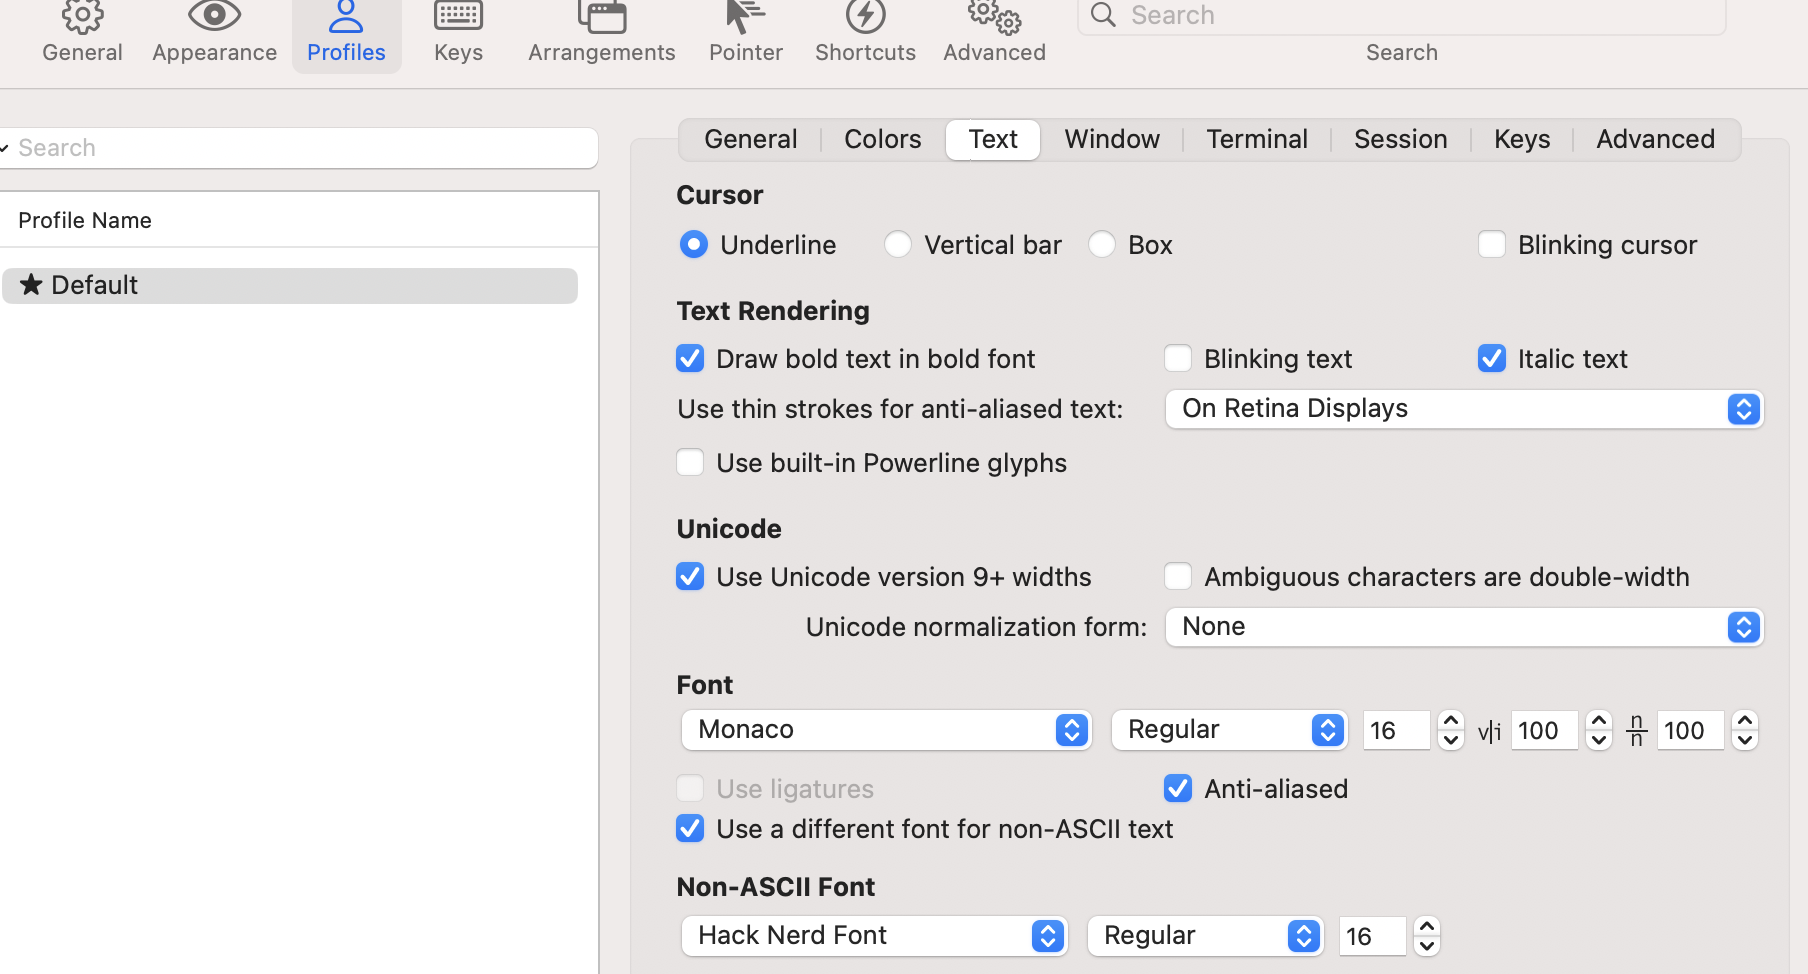 General Appearance Profiles Keys Arrangements Pointer Shortcuts Advanced Search
Search
Search
Profile Name
★ Default
General Colors Text Window Terminal Session Keys Advanced
Cursor
Underline Vertical bar Box Blinking cursor
Text Rendering
Draw bold text in bold font Blinking text Italic text
Use thin strokes for anti-aliased text: On Retina Displays
Use built-in Powerline glyphs
Unicode
Use Unicode version 9+ widths Ambiguous characters are double-width
Unicode normalization form: None
Font
Monaco Regular 16 v|i 100 n/n 100
Use ligatures Anti-aliased
Use a different font for non-ASCII text
Non-ASCII Font
Hack Nerd Font Regular 16